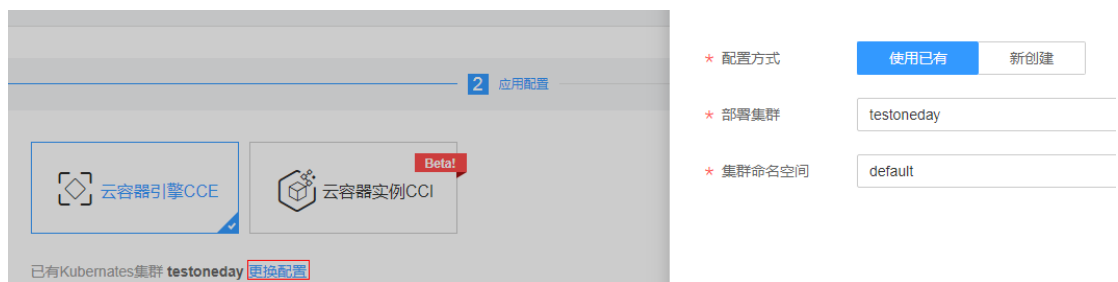 2 应用配置
Beta!
云容器引擎CCE
云容器实例CCI
已有Kubernates集群 testoneday 更换配置
* 配置方式 使用已有 新创建
* 部署集群 testoneday
* 集群命名空间 default